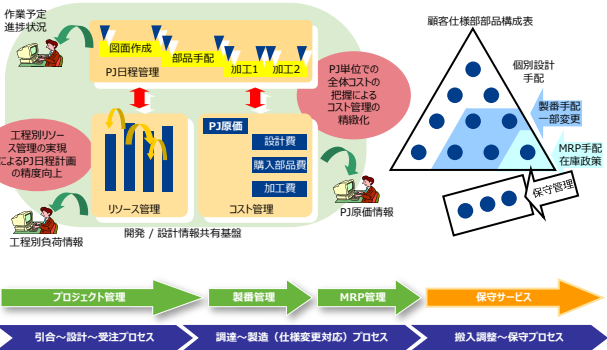 作業予定
進捗状況
図面作成
部品手配
加工1
加工2
PJ日程管理
PJ単位での
全体コストの
把握による
コスト管理の
精緻化
工程別リソー
ス管理の実現
によるPJ日程計画
の精度向上
リソース管理
PJ原価
設計費
購入部品費
加工費
コスト管理
工程別負荷情報
PJ原価情報
開発 / 設計情報共有基盤
顧客仕様部部品構成表
個別設計
手配
製番手配
一部変更
MRP手配
在庫政策
保守管理
プロジェクト管理
製番管理
MRP管理
保守サービス
引合～設計～受注プロセス
調達～製造（仕様変更対応）プロセス
搬入調整～保守プロセス